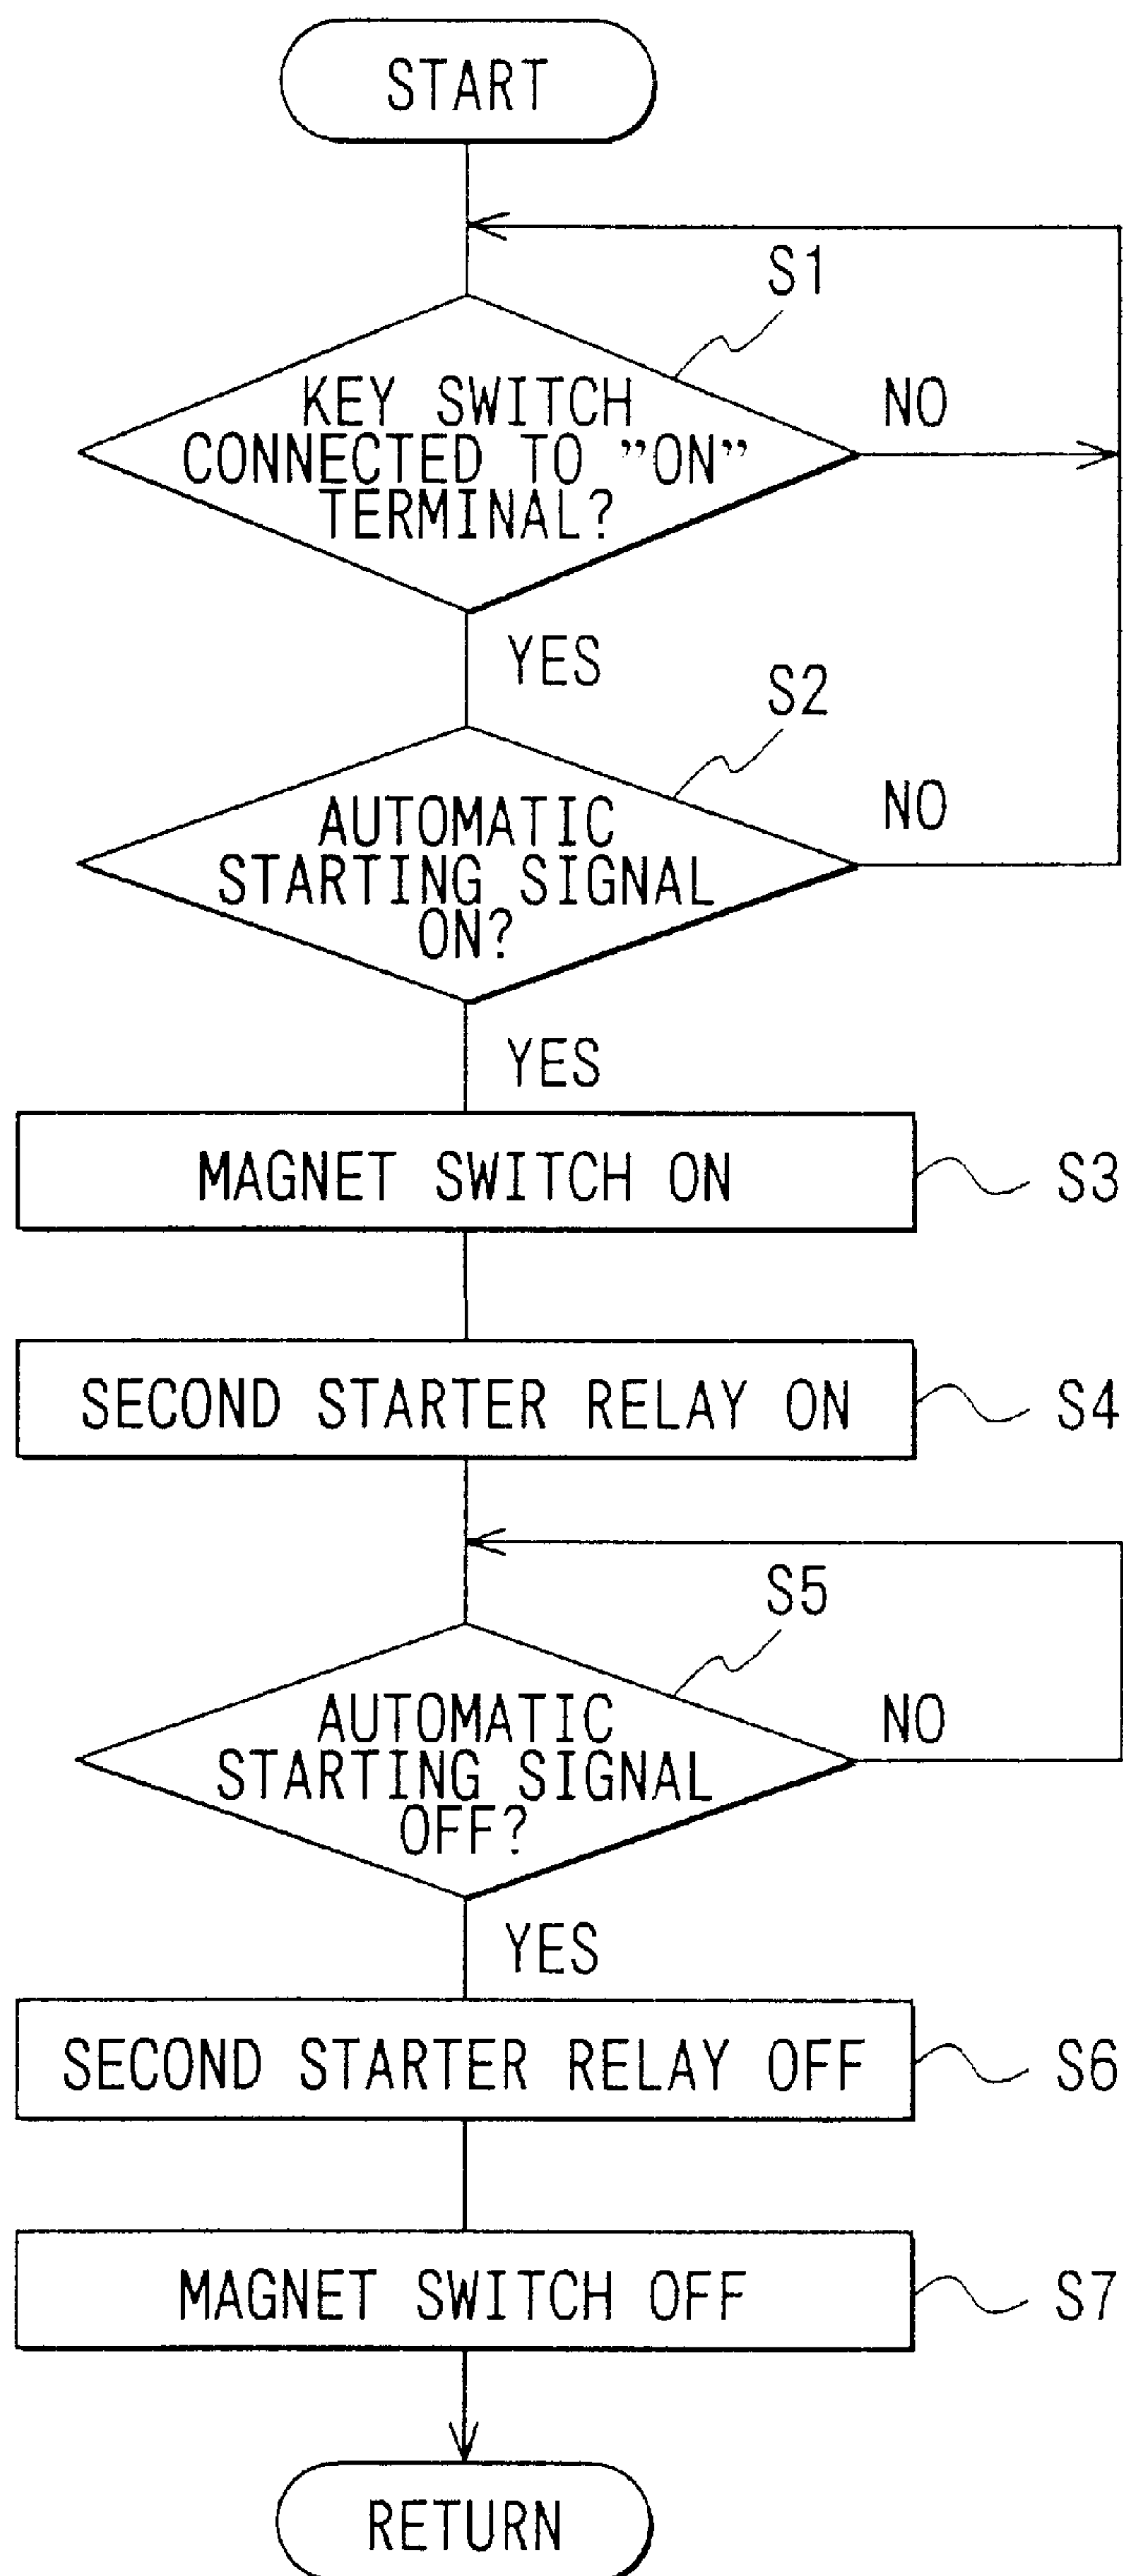 START
S1
KEY SWITCH
CONNECTED TO ”ON”
TERMINAL?
NO
YES
S2
AUTOMATIC
STARTING SIGNAL
ON?
NO
YES
MAGNET SWITCH ON
S3
SECOND STARTER RELAY ON
S4
S5
AUTOMATIC
STARTING SIGNAL
OFF?
NO
YES
SECOND STARTER RELAY OFF
S6
MAGNET SWITCH OFF
S7
RETURN